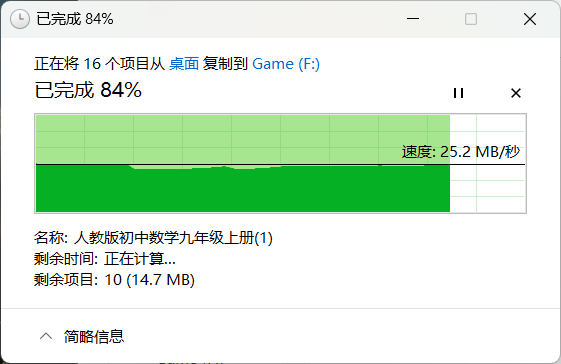 已完成 84%
正在将 16 个项目从 桌面 复制到 Game (F:)
已完成 84%
速度: 25.2 MB/秒
名称: 人教版初中数学九年级上册(1)
剩余时间: 正在计算...
剩余项目: 10 (14.7 MB)
简略信息